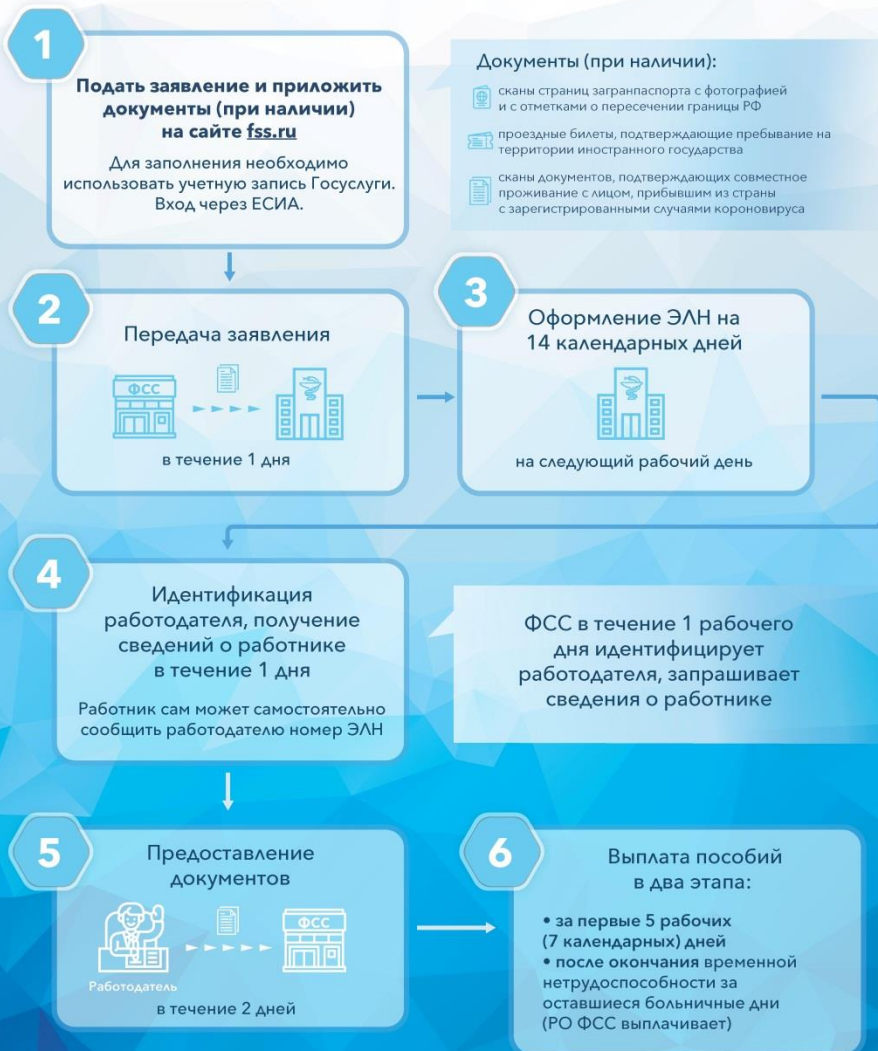 1
Подать заявление и приложить
документы (при наличии)
на сайте fss.ru
Для заполнения необходимо
использовать учетную запись Госуслуги.
Вход через ЕСИА.
Документы (при наличии):
сканы страниц загранпаспорта с фотографией
и с отметками о пересечении границы РФ
проездные билеты, подтверждающие пребывание на
территории иностранного государства
сканы документов, подтверждающих совместное
проживание с лицом, прибывшим из страны
с зарегистрированными случаями короновируса
2
Передача заявления
ФСС
в течение 1 дня
3
Оформление ЭЛН на
14 календарных дней
на следующий рабочий день
4
Идентификация
работодателя, получение
сведений о работнике
в течение 1 дня
Работник сам может самостоятельно
сообщить работодателю номер ЭЛН
ФСС в течение 1 рабочего
дня идентифицирует
работодателя, запрашивает
сведения о работнике
5
Предоставление
документов
ФСС
Работодатель
в течение 2 дней
6
Выплата пособий
в два этапа:
• за первые 5 рабочих
(7 календарных) дней
• после окончания временной
нетрудоспособности за
оставшиеся больничные дни
(РО ФСС выплачивает)